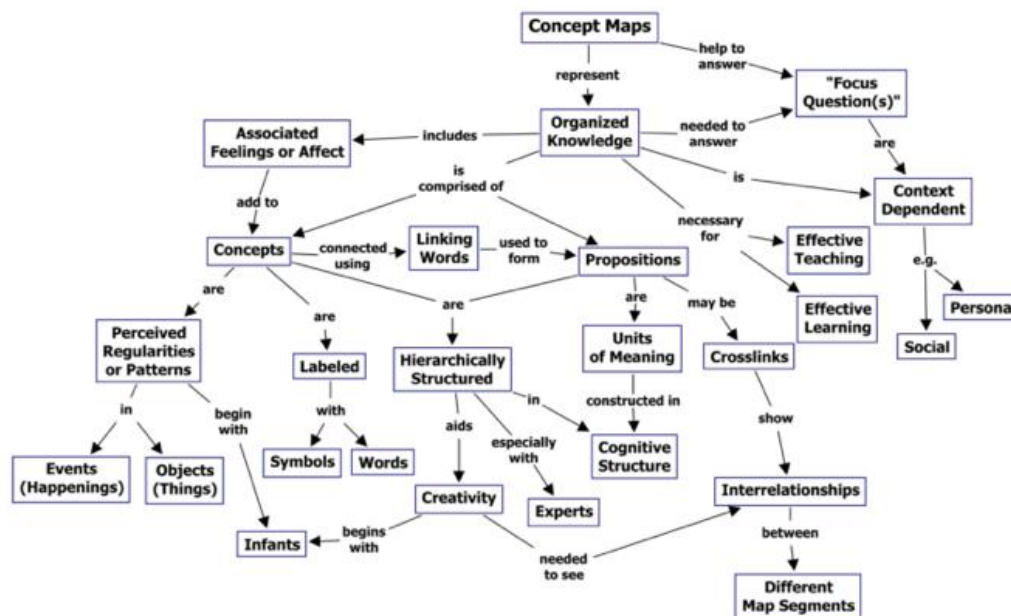 Concept Maps
help to
answer
represent
"Focus
Question(s)"
Associated
Feelings or Affect
includes
Organized
Knowledge
needed to
answer
are
is
comprised of
is
Context
Dependent
add to
necessary
for
Concepts
connected
using
Linking
Words
used to
form
Propositions
Effective
Teaching
e.g.
are
are
are
are
may be
Effective
Learning
Persona
Perceived
Regularities
or Patterns
Labeled
Hierarchically
Structured
Units
of Meaning
Crosslinks
Social
in
begin
with
with
aids
in
especially
with
constructed in
show
Events
(Happenings)
Objects
(Things)
Symbols
Words
Cognitive
Structure
Creativity
Experts
Interrelationships
Infants
begins
with
needed
to see
between
Different
Map Segments